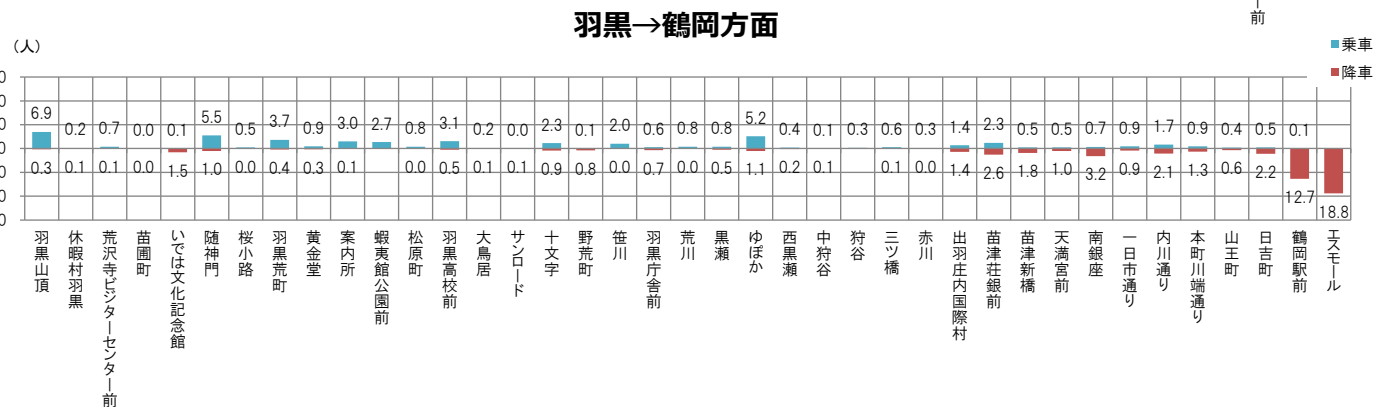 前
羽黒→鶴岡方面
（人）
乗車
降車
0
0
0
0
0
0
0
6.9 0.2 0.7 0.0 0.1 5.5 0.5 3.7 0.9 3.0 2.7 0.8 3.1 0.2 0.0 2.3 0.1 2.0 0.6 0.8 0.8 5.2 0.4 0.1 0.3 0.6 0.3 1.4 2.3 0.5 0.5 0.7 0.9 1.7 0.9 0.4 0.5 0.1
0.3 0.1 0.1 0.0 1.5 1.0 0.0 0.4 0.3 0.1 0.0 0.5 0.1 0.1 0.9 0.8 0.0 0.7 0.0 0.5 1.1 0.2 0.1 0.1 0.0 1.4 2.6 1.8 1.0 3.2 0.9 2.1 1.3 0.6 2.2 12.7 18.8
羽黒山頂
休暇村羽黒
荒沢寺ビジターセンター前
苗圃町
いでは文化記念館
随神門
桜小路
羽黒荒町
黄金堂
案内所
蝦夷館公園前
松原町
羽黒高校前
大鳥居
サンロード
十文字
野荒町
笹川
羽黒庁舎前
荒川
黒瀬
ゆぽか
西黒瀬
中狩谷
狩谷
三ツ橋
赤川
出羽庄内国際村
苗津荘銀前
苗津新橋
天満宮前
南銀座
一日市通り
内川通り
本町川端通り
山王町
日吉町
鶴岡駅前
エスモール